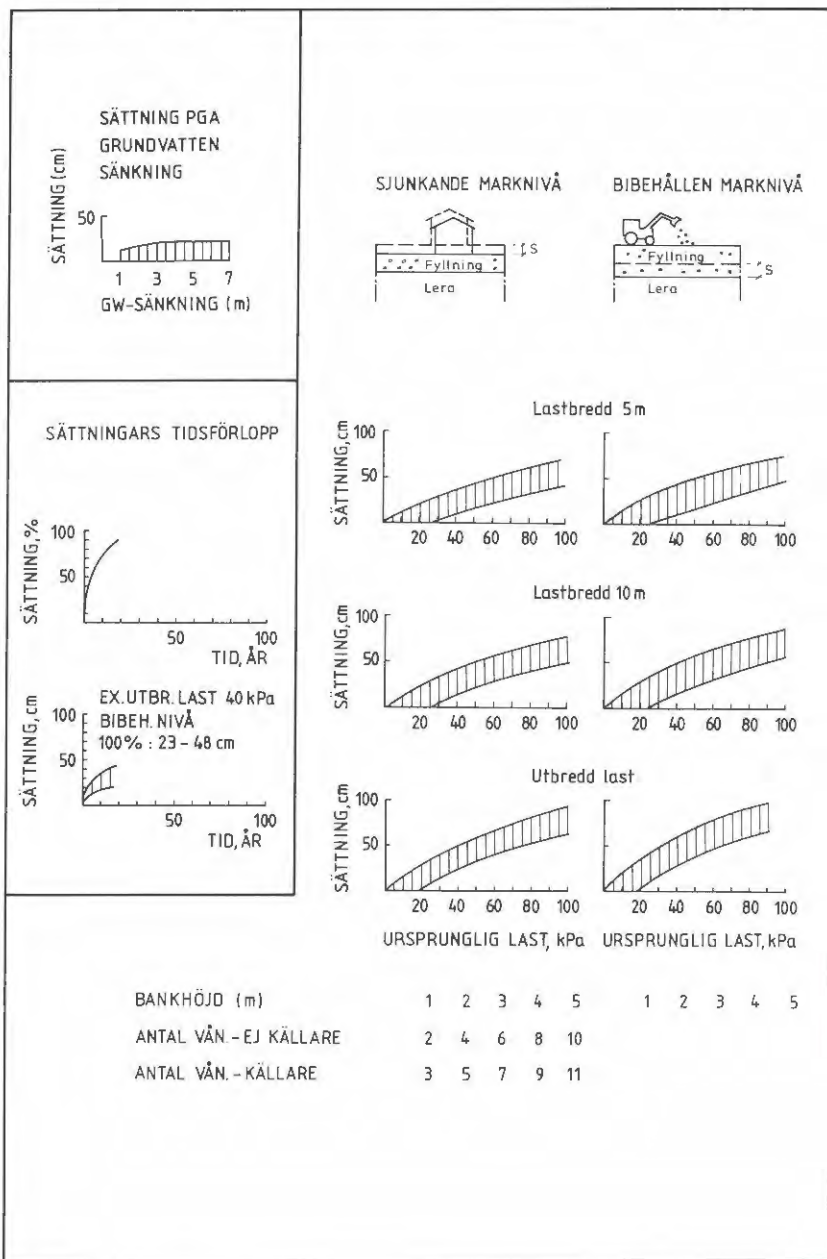 SÄTTNING PGA
GRUNDVATTEN
SÄNKNING
SÄTTNING (cm)
50
1 3 5 7
GW-SÄNKNING (m)
SJUNKANDE MARKNIVÅ
Fyllning
S
Lera
BIBEHÅLLEN MARKNIVÅ
Fyllning
S
Lera
SÄTTNINGARS TIDSFÖRLOPP
SÄTTNING, %
100
50
50 100
TID, ÅR
SÄTTNING, cm
EX. UTBR. LAST 40 kPa
BIBEH. NIVÅ
100% : 23 – 48 cm
100
50
50 100
TID, ÅR
Lastbredd 5 m
SÄTTNING, cm
100
50
20 40 60 80 100
20 40 60 80 100
Lastbredd 10 m
SÄTTNING, cm
100
50
20 40 60 80 100
20 40 60 80 100
Utbredd last
SÄTTNING, cm
100
50
20 40 60 80 100
20 40 60 80 100
URSPRUNGLIG LAST, kPa URSPRUNGLIG LAST, kPa
BANKHÖJD (m) 1 2 3 4 5 1 2 3 4 5
ANTAL VÅN. – EJ KÄLLARE 2 4 6 8 10
ANTAL VÅN. – KÄLLARE 3 5 7 9 11